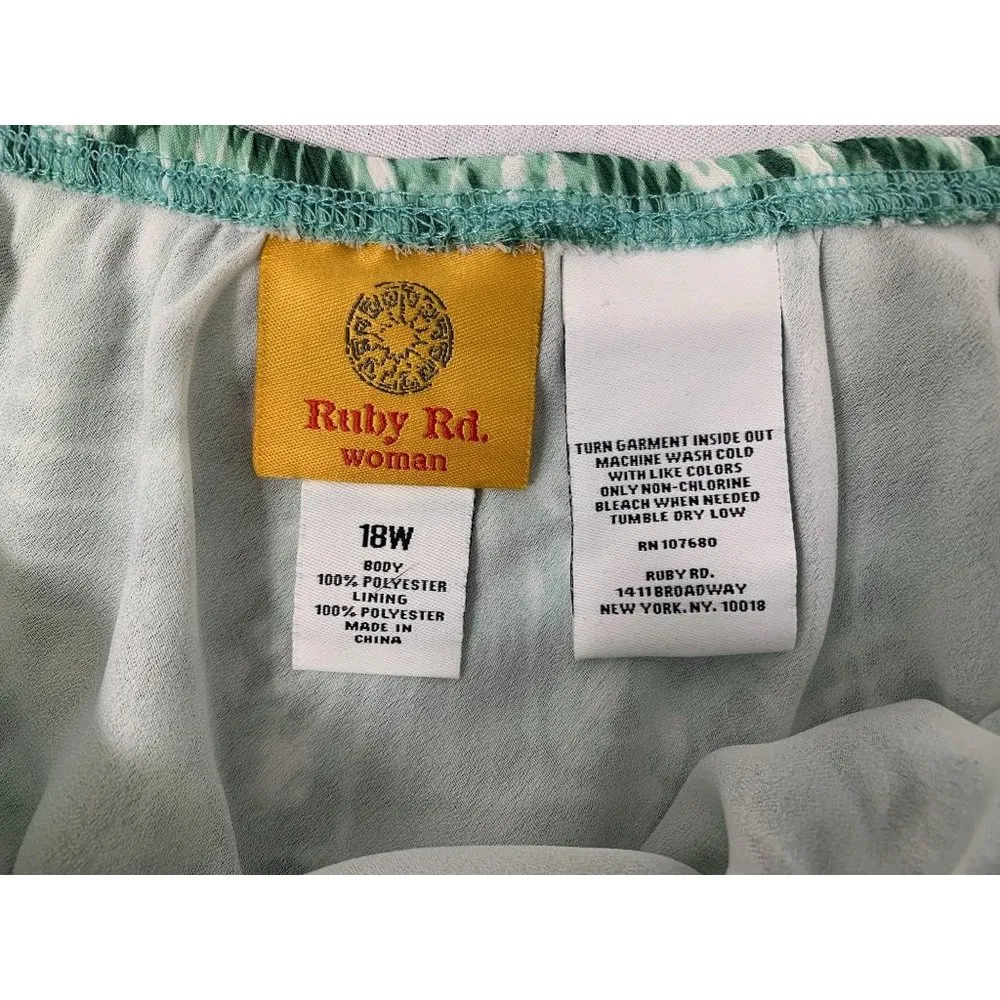 Ruby Rd.
woman
18W
BODY
100% POLYESTER
LINING
100% POLYESTER
MADE IN
CHINA
TURN GARMENT INSIDE OUT
MACHINE WASH COLD
WITH LIKE COLORS
ONLY NON-CHLORINE
BLEACH WHEN NEEDED
TUMBLE DRY LOW
RN 107680
RUBY RD.
1411 BROADWAY
NEW YORK. NY. 10018